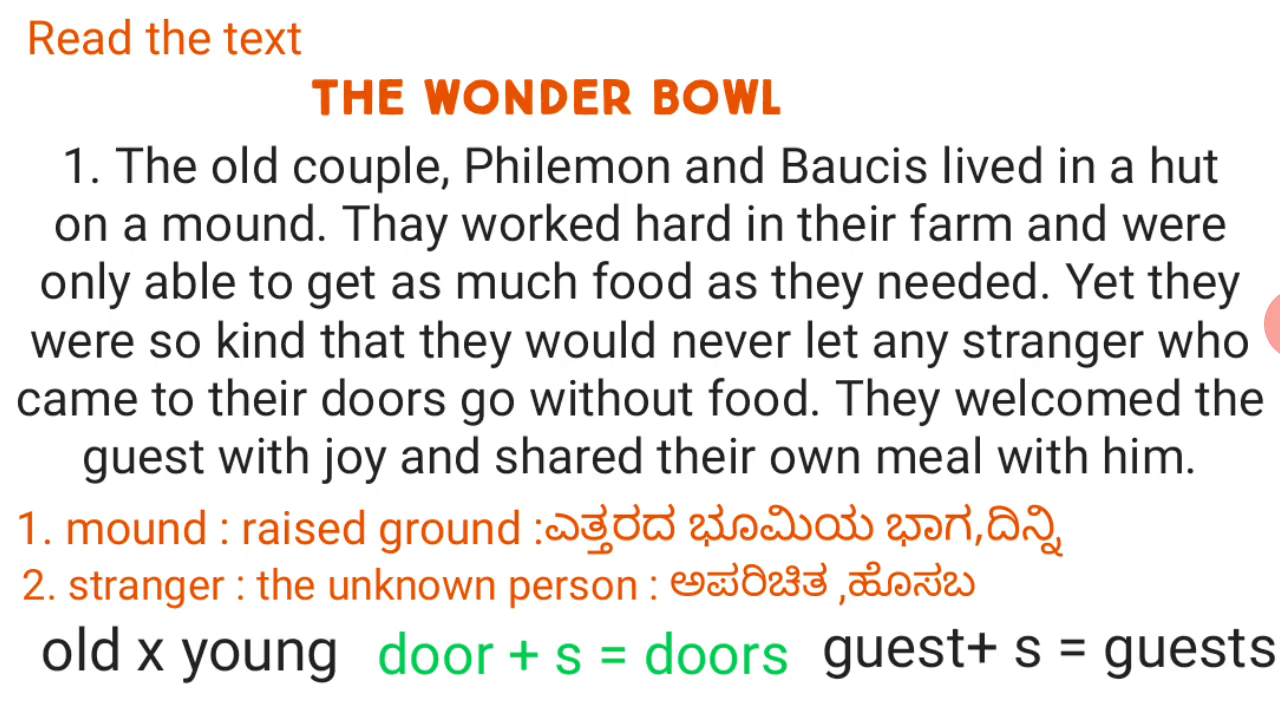 Read the text
THE WONDER BOWL
1. The old couple, Philemon and Baucis lived in a hut
on a mound. Thay worked hard in their farm and were
only able to get as much food as they needed. Yet they
were so kind that they would never let any stranger who
came to their doors go without food. They welcomed the
guest with joy and shared their own meal with him.
1. mound : raised ground :ಎತ್ತರದ ಭೂಮಿಯ ಭಾಗ,ದಿನ್ನಿ
2. stranger : the unknown person : ಅಪರಿಚಿತ ,ಹೊಸಬ
old x young door + s = doors guest+ s = guests